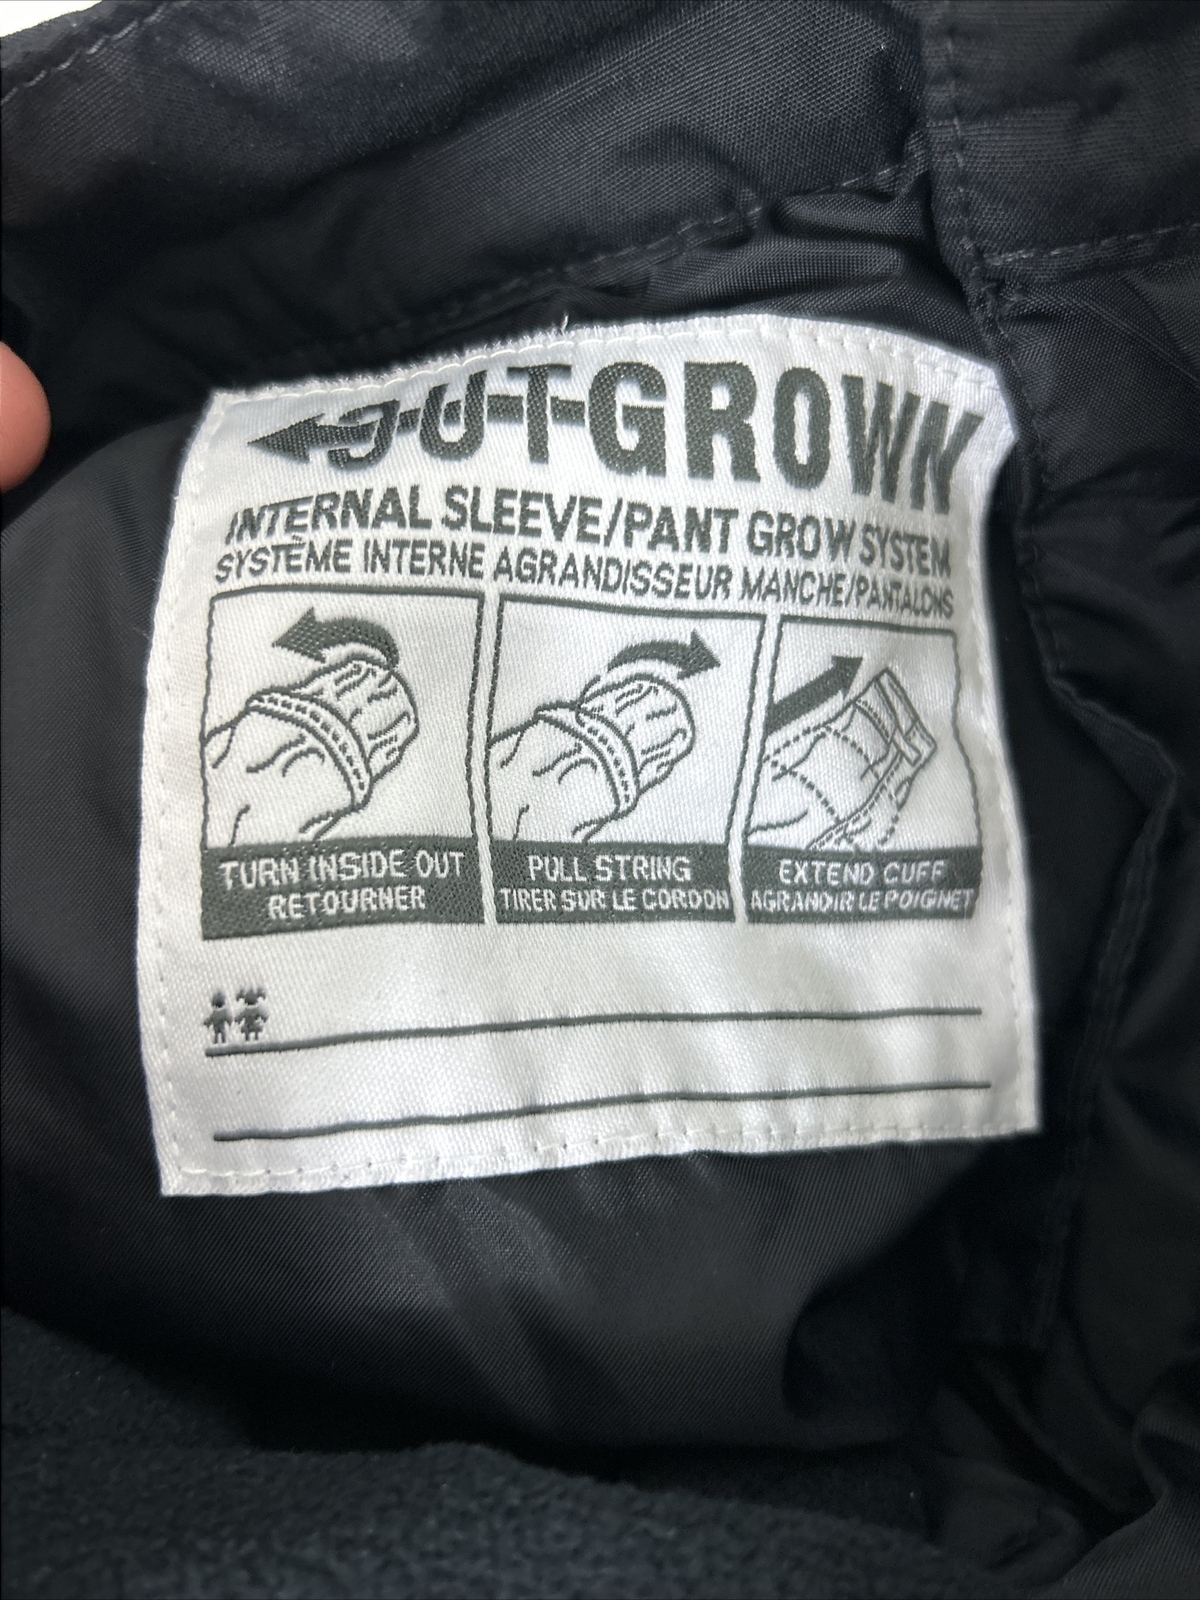 OUTGROWN
INTERNAL SLEEVE/PANT GROW SYSTEM
SYSTÈME INTERNE AGRANDISSEUR MANCHE/PANTALONS
TURN INSIDE OUT
RETOURNER
PULL STRING
TIRER SUR LE CORDON
EXTEND CUFF
AGRANDIR LE POIGNET